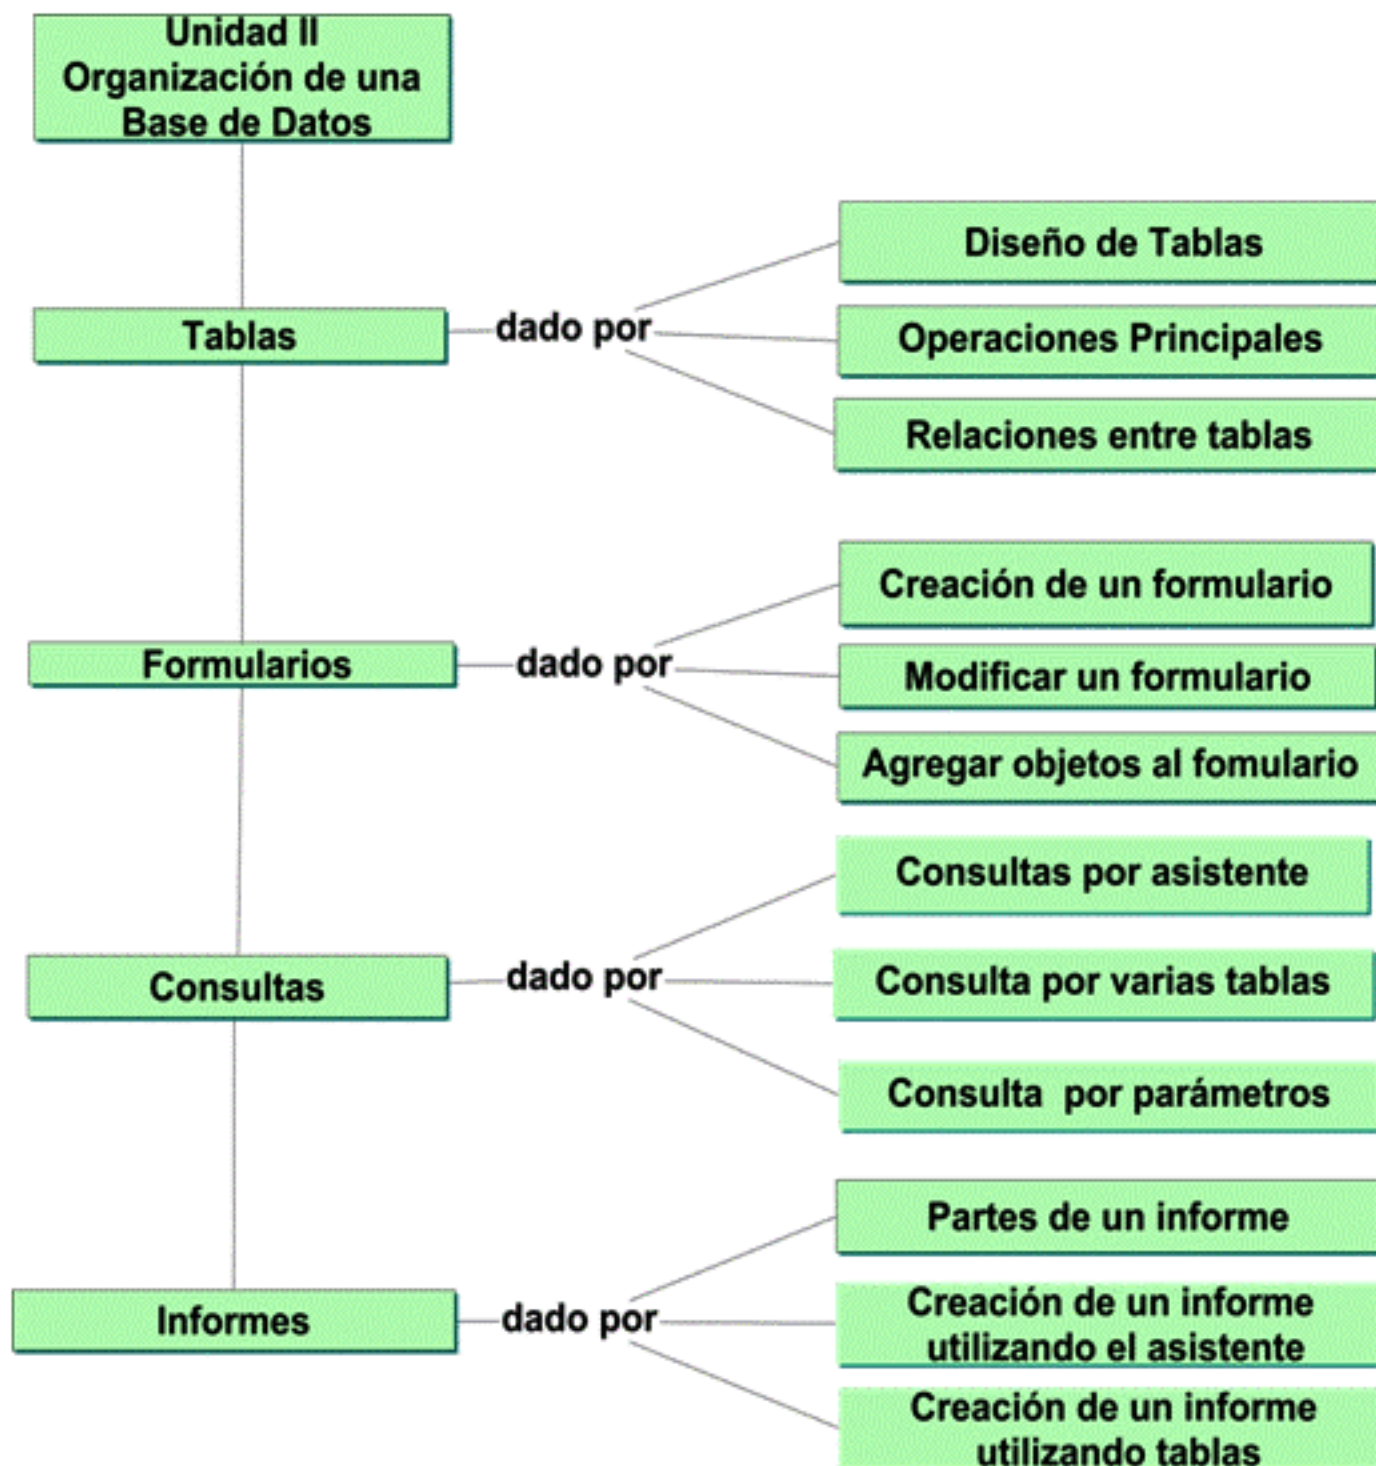 Unidad II
Organización de una
Base de Datos
Tablas
dado por
Diseño de Tablas
Operaciones Principales
Relaciones entre tablas
Formularios
dado por
Creación de un formulario
Modificar un formulario
Agregar objetos al fomulario
Consultas
dado por
Consultas por asistente
Consulta por varias tablas
Consulta  por parámetros
Informes
dado por
Partes de un informe
Creación de un informe
utilizando el asistente
Creación de un informe
utilizando tablas